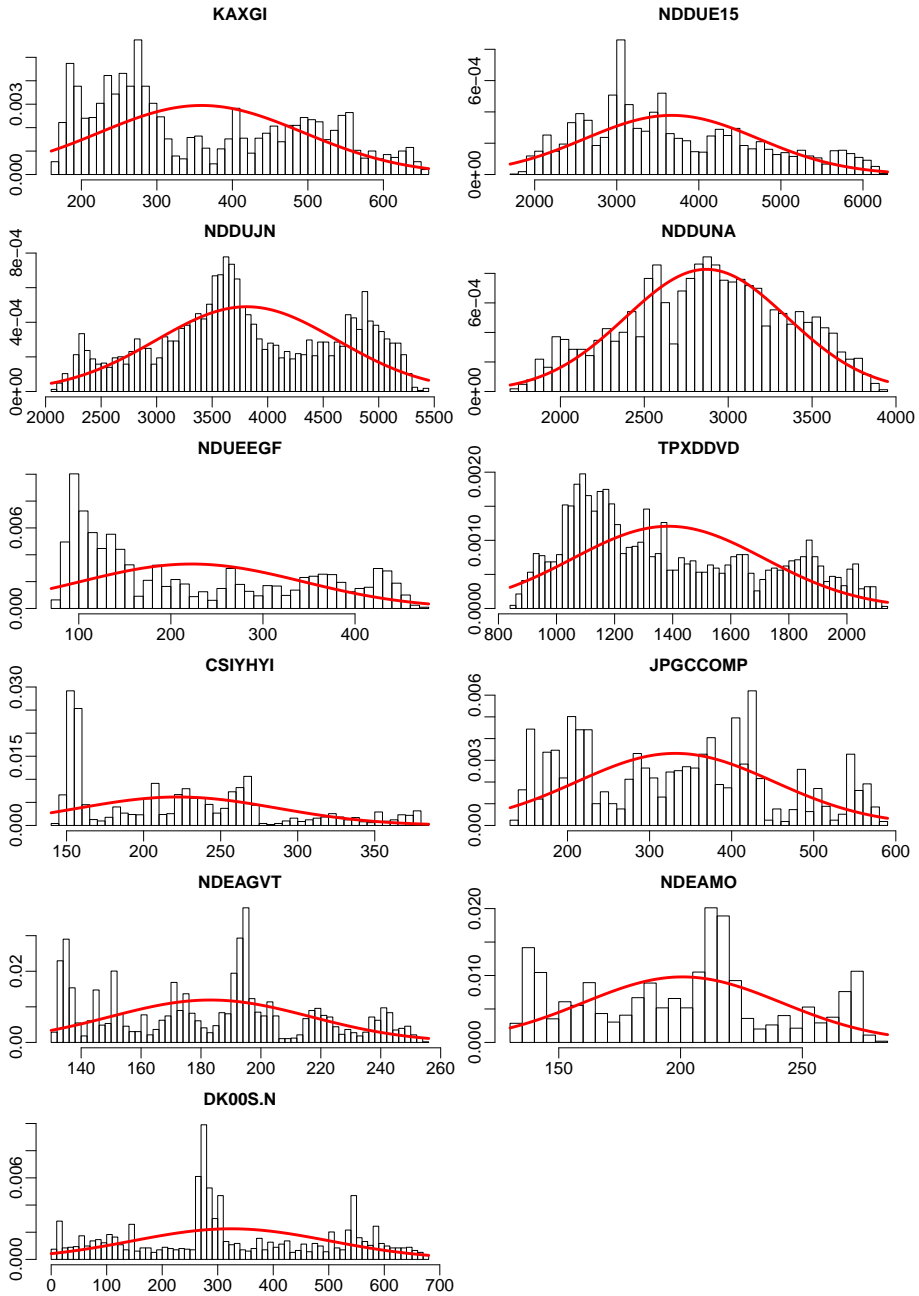 KAXGI
0.000 0.003
200 300 400 500 600
NDDUE15
0e+00 6e−04
2000 3000 4000 5000 6000
NDDUJN
0e+00 4e−04 8e−04
2000 2500 3000 3500 4000 4500 5000 5500
NDDUNA
0e+00 6e−04
2000 2500 3000 3500 4000
NDUEEGF
0.000 0.006
100 200 300 400
TPXDDVD
0.0000 0.0010 0.0020
800 1000 1200 1400 1600 1800 2000
CSIYHYI
0.000 0.015 0.030
150 200 250 300 350
JPGCCOMP
0.000 0.003 0.006
200 300 400 500 600
NDEAGVT
0.00 0.02
140 160 180 200 220 240 260
NDEAMO
0.000 0.010 0.020
150 200 250
DK00S.N
0.000 0.006
0 100 200 300 400 500 600 700